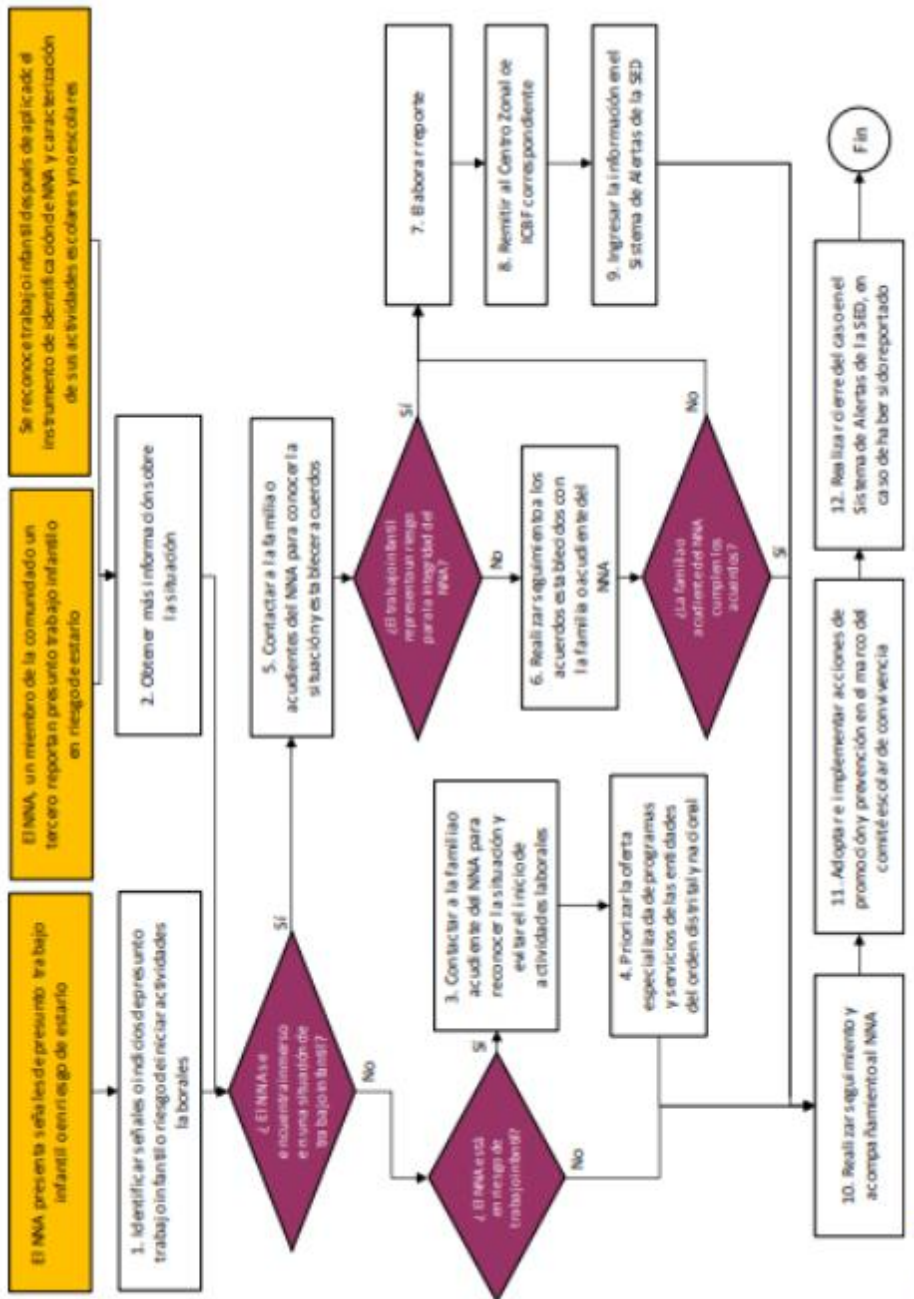 El NNA presenta señales de presunto trabajo
infantil o en riesgo de estarlo
El NNA, un miembro de la comunidad o un
tercero reportan presunto trabajo infantil o
en riesgo de estarlo
Se reconoce trabajo infantil después de aplicado el
instrumento de identificación de NNA y caracterización
de sus actividades escolares y no escolares
1. Identificar señales o indicios de presunto
trabajo infantil o riesgo de iniciar actividades
laborales
2. Obtener más información sobre
la situación
¿El NNA se
encuentra inmerso
en una situación de
trabajo infantil?
Sí
No
5. Contactar a la familia o
acudientes del NNA para conocer la
situación y establecer acuerdos
¿El NNA está
en riesgo de
trabajo infantil?
Sí
No
3. Contactar a la familia o
acudiente del NNA para
reconocer la situación y
evitar el inicio de
actividades laborales
4. Priorizar la oferta
especializada de programas
y servicios de las entidades
del orden distrital y nacional
¿El trabajo infantil
representa un riesgo
para la integridad del
NNA?
Sí
No
6. Realizar seguimiento a los
acuerdos establecidos con
la familia o acudiente del
NNA
¿La familia o
acudiente del NNA
cumplen los
acuerdos?
No
Si
7. Elaborar reporte
8. Remitir al Centro Zonal de
ICBF correspondiente
9. Ingresar la información en el
Sistema de Alertas de la SED
10. Realizar seguimiento y
acompañamiento al NNA
11. Adoptar e implementar acciones de
promoción y prevención en el marco del
comité escolar de convivencia
12. Realizar cierre del caso en el
Sistema de Alertas de la SED, en
caso de haber sido reportado
Fin